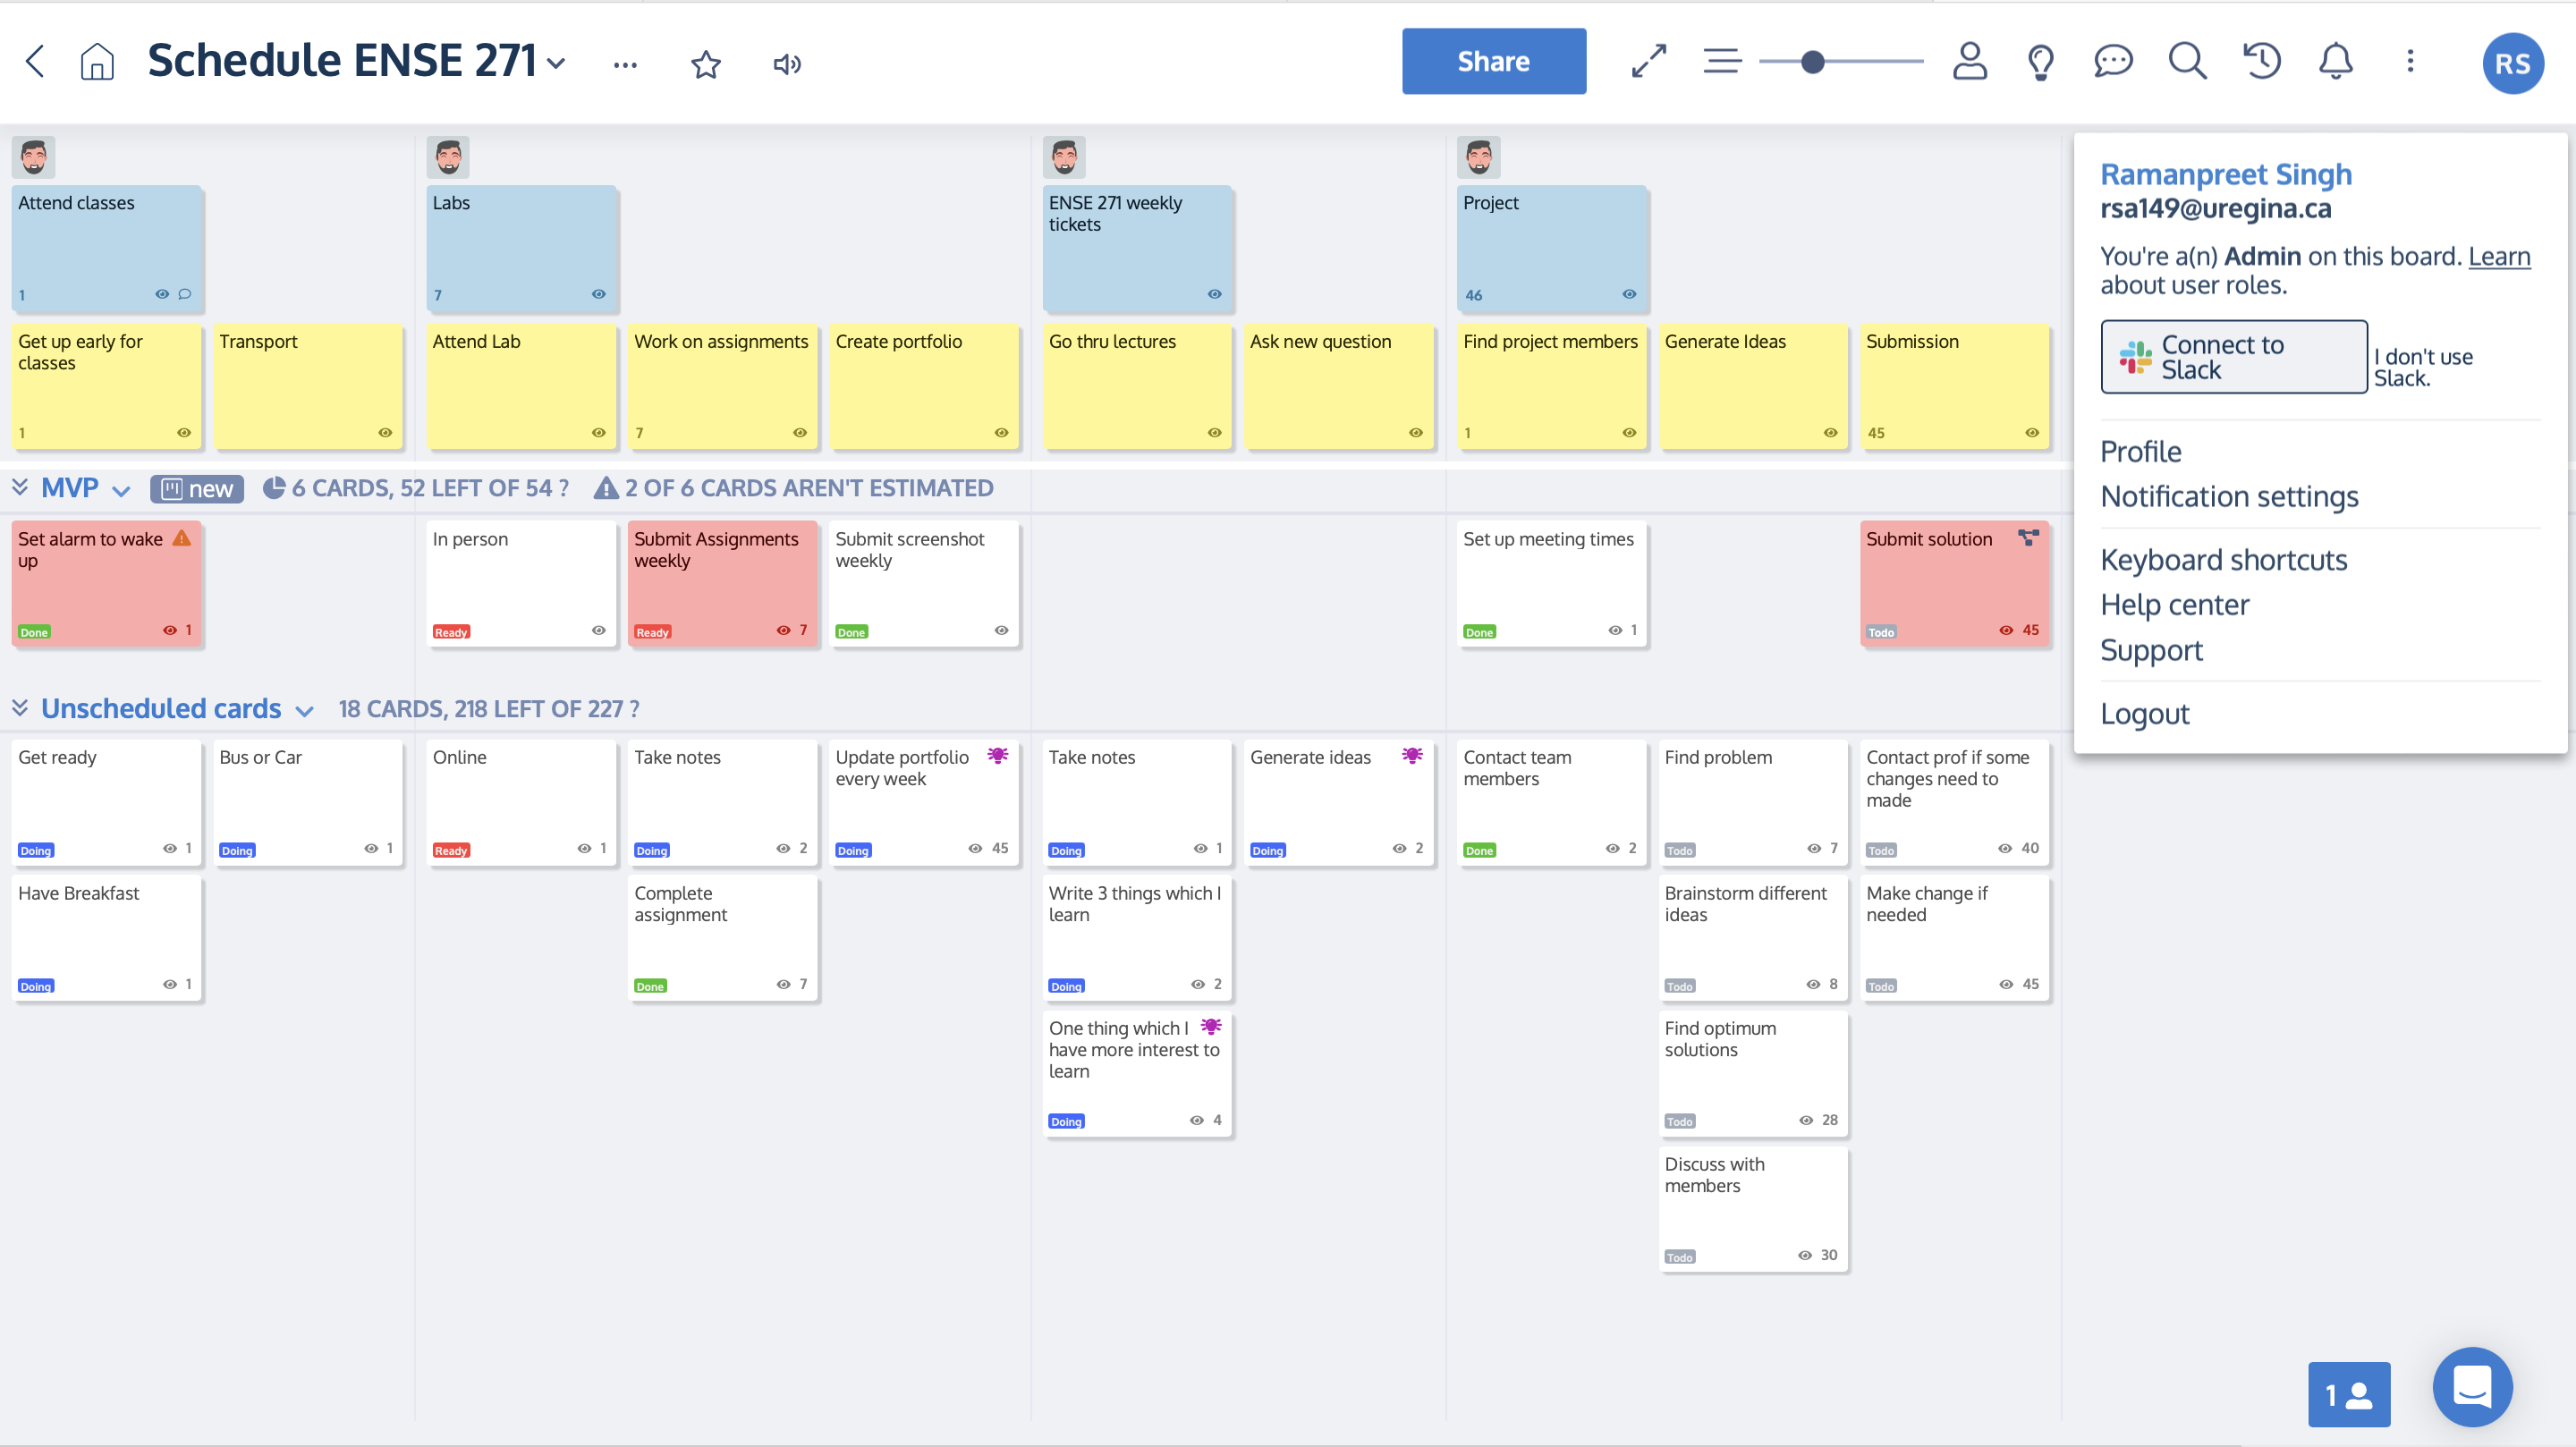 Schedule ENSE 271
Share
RS
Attend classes
1
Labs
7
ENSE 271 weekly
tickets
Project
46
Get up early for
classes
1
Transport
Attend Lab
Work on assignments
7
Create portfolio
Go thru lectures
Ask new question
Find project members
1
Generate Ideas
Submission
45
Ramanpreet Singh
rsa149@uregina.ca
You're a(n) Admin on this board. Learn
about user roles.
Connect to
Slack
I don't use
Slack.
Profile
Notification settings
Keyboard shortcuts
Help center
Support
Logout
MVP new 6 CARDS, 52 LEFT OF 54 ? 2 OF 6 CARDS AREN'T ESTIMATED
Set alarm to wake
up
Done 1
In person
Ready
Submit Assignments
weekly
Ready 7
Submit screenshot
weekly
Done
Set up meeting times
Done 1
Submit solution
Todo 45
Unscheduled cards 18 CARDS, 218 LEFT OF 227 ?
Get ready
Doing 1
Bus or Car
Doing 1
Online
Ready 1
Take notes
Doing 2
Update portfolio
every week
Doing 45
Take notes
Doing 1
Generate ideas
Doing 2
Contact team
members
Done 2
Find problem
Todo 7
Contact prof if some
changes need to
made
Todo 40
Have Breakfast
Doing 1
Complete
assignment
Done 7
Write 3 things which I
learn
Doing 2
Brainstorm different
ideas
Todo 8
Make change if
needed
Todo 45
One thing which I
have more interest to
learn
Doing 4
Find optimum
solutions
Todo 28
Discuss with
members
Todo 30
1